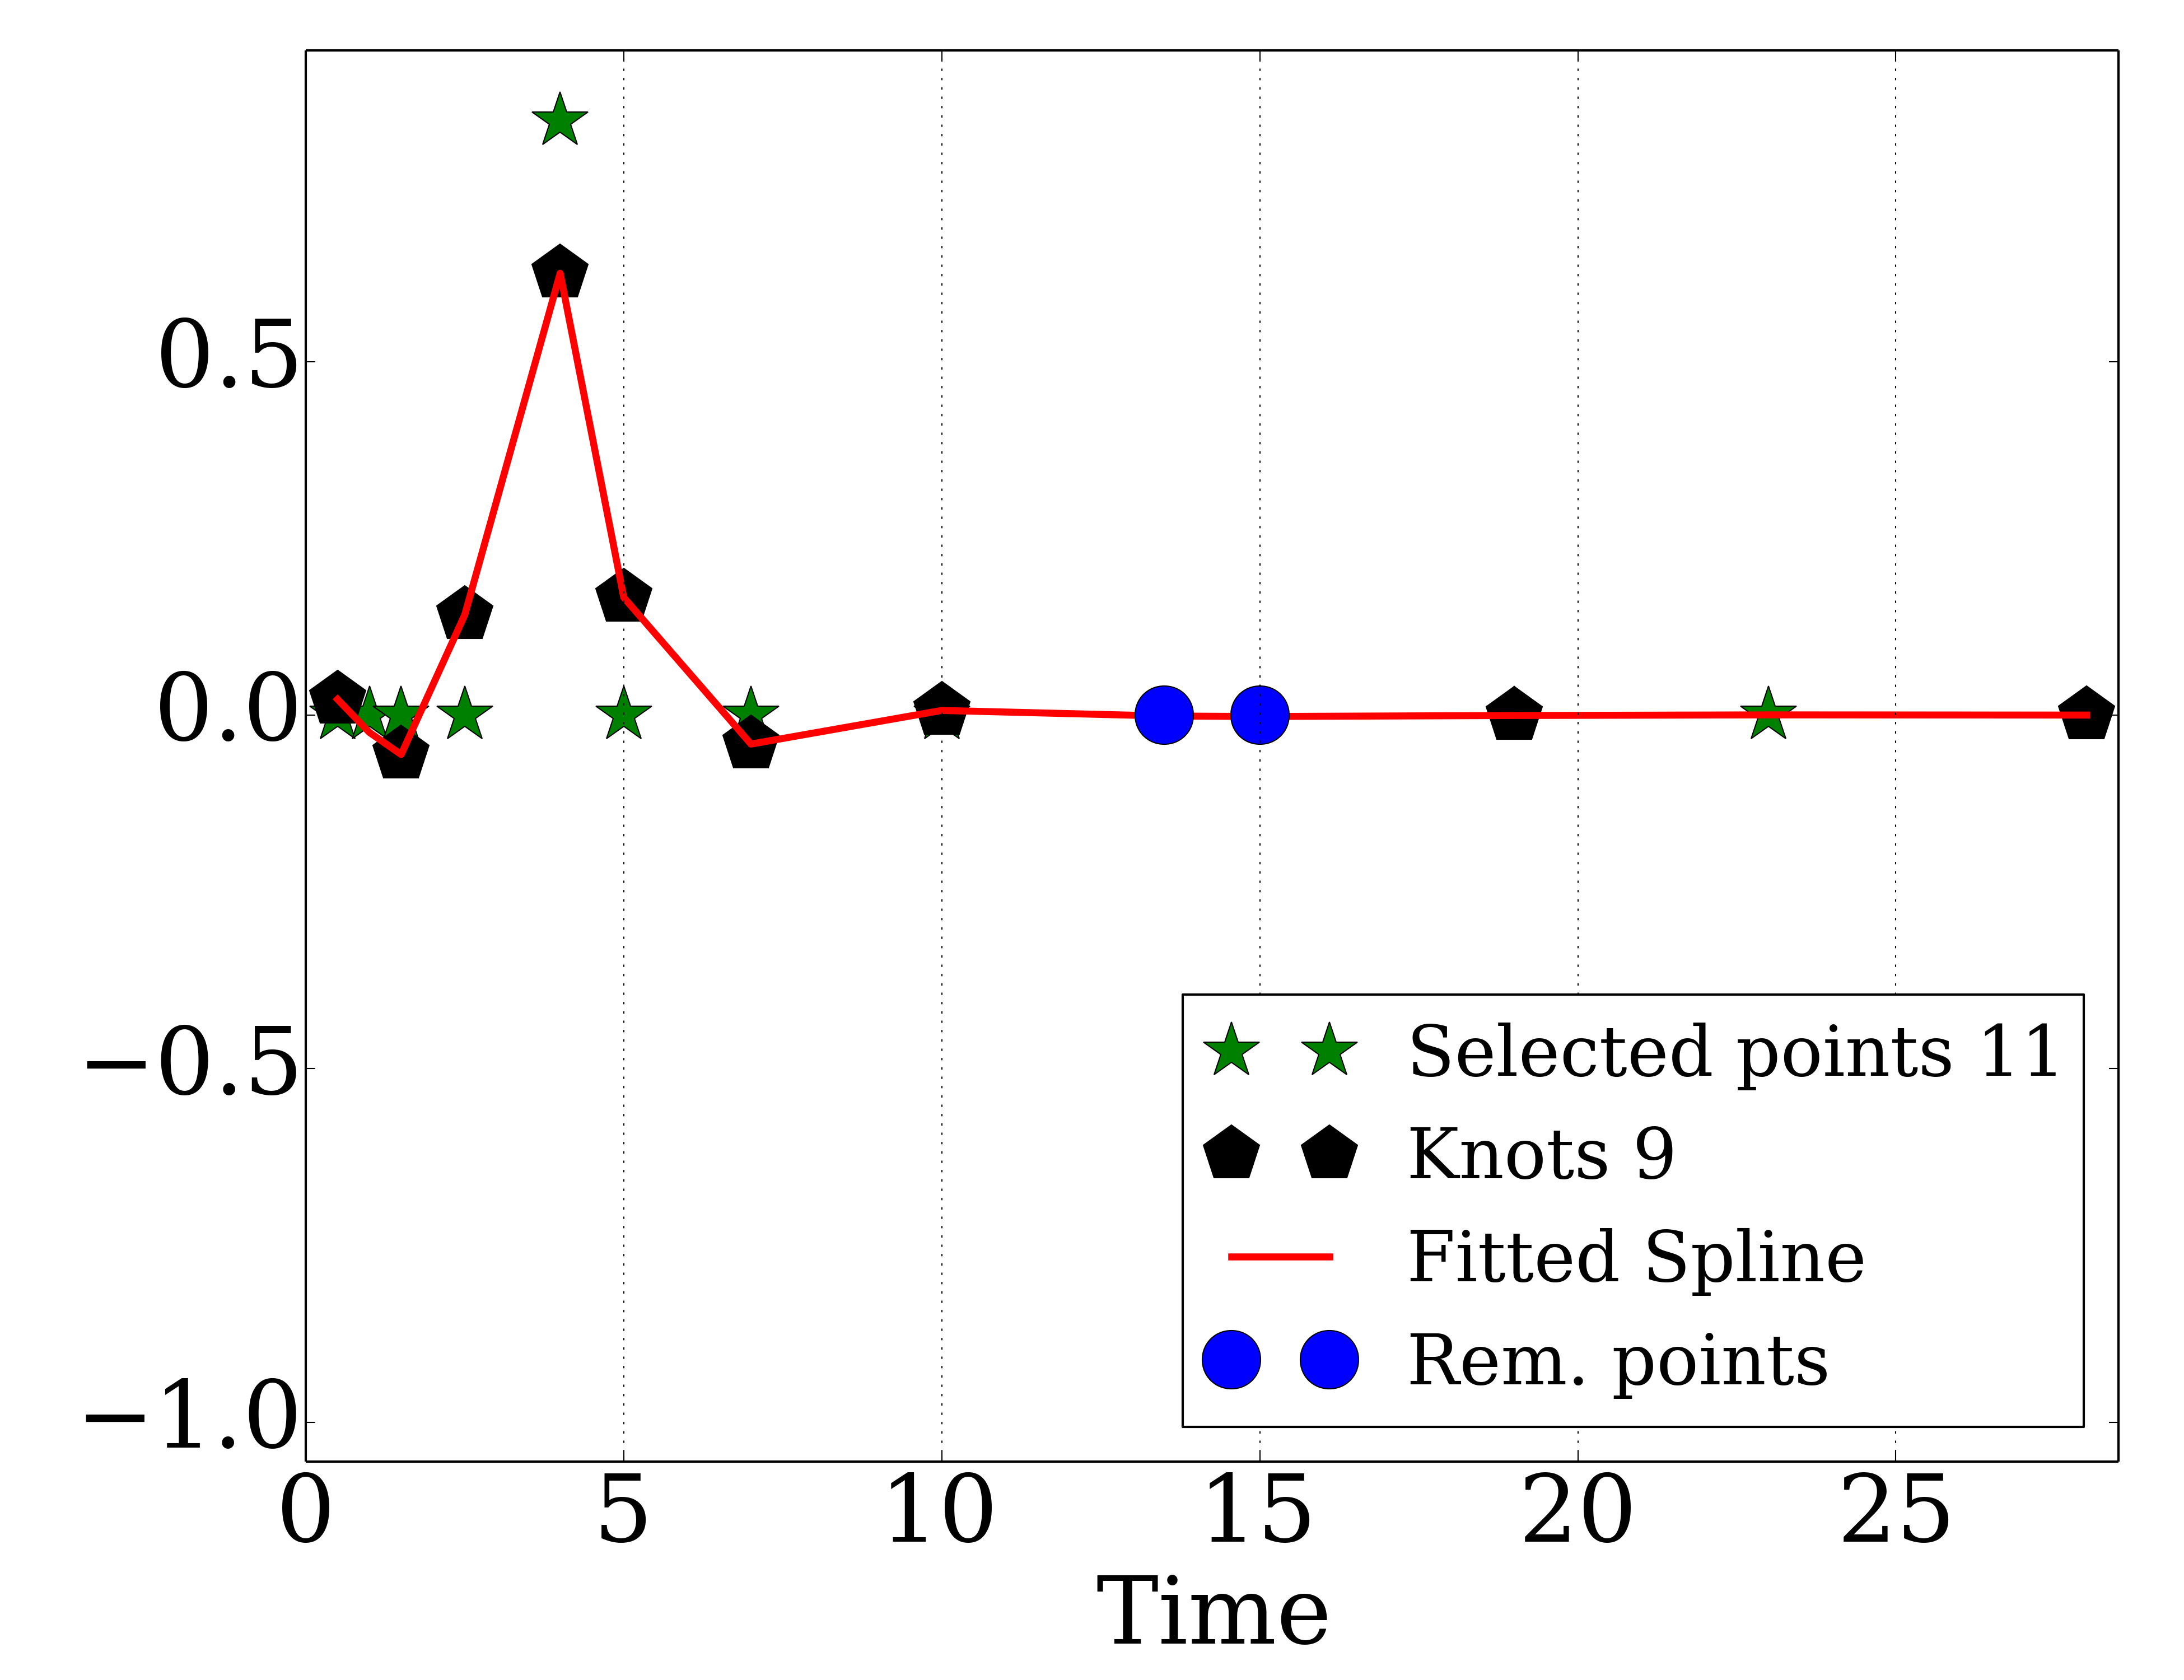 0.5
0.0
−0.5
−1.0
0 5 10 15 20 25
Time
Selected points 11
Knots 9
Fitted Spline
Rem. points